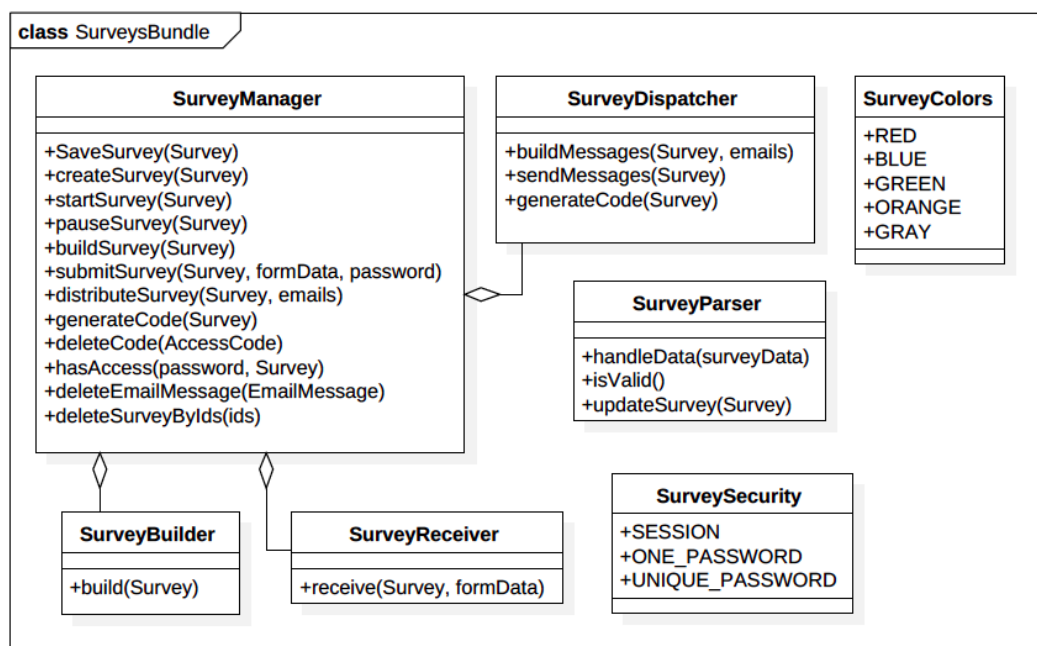 class SurveysBundle
SurveyManager
+SaveSurvey(Survey)
+createSurvey(Survey)
+startSurvey(Survey)
+pauseSurvey(Survey)
+buildSurvey(Survey)
+submitSurvey(Survey, formData, password)
+distributeSurvey(Survey, emails)
+generateCode(Survey)
+deleteCode(AccessCode)
+hasAccess(password, Survey)
+deleteEmailMessage(EmailMessage)
+deleteSurveyByIds(ids)
SurveyDispatcher
+buildMessages(Survey, emails)
+sendMessages(Survey)
+generateCode(Survey)
SurveyColors
+RED
+BLUE
+GREEN
+ORANGE
+GRAY
SurveyParser
+handleData(surveyData)
+isValid()
+updateSurvey(Survey)
SurveyBuilder
+build(Survey)
SurveyReceiver
+receive(Survey, formData)
SurveySecurity
+SESSION
+ONE_PASSWORD
+UNIQUE_PASSWORD